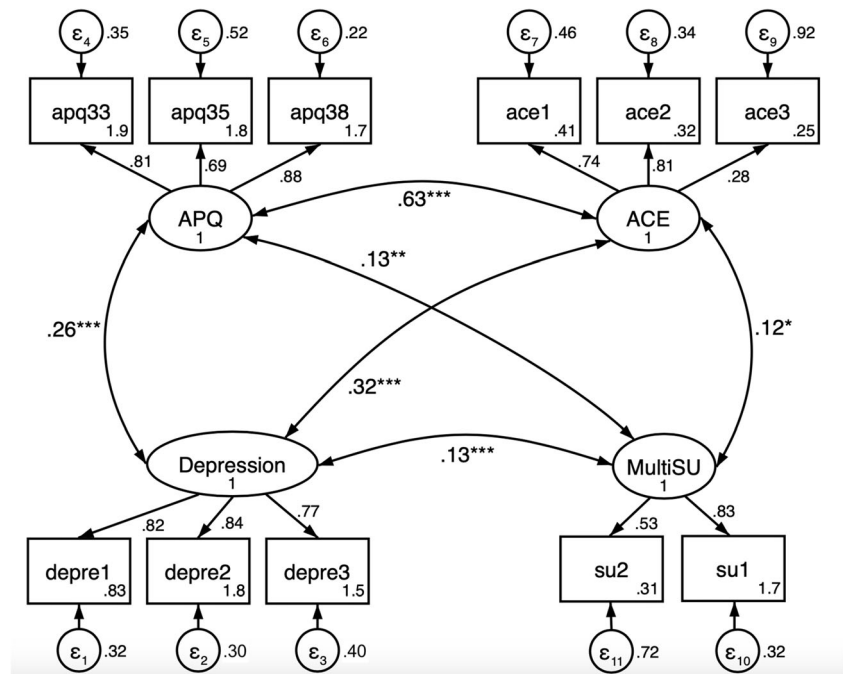 ε4 .35 ε5 .52 ε6 .22 ε7 .46 ε8 .34 ε9 .92
apq33 1.9 apq35 1.8 apq38 1.7 ace1 .41 ace2 .32 ace3 .25
.81 .69 .88 .74 .81 .28
APQ 1 .63*** ACE 1
.13**
.26*** .12*
.32***
Depression 1 .13*** MultiSU 1
.82 .84 .77 .53 .83
depre1 .83 depre2 1.8 depre3 1.5 su2 .31 su1 1.7
ε1 .32 ε2 .30 ε3 .40 ε11 .72 ε10 .32